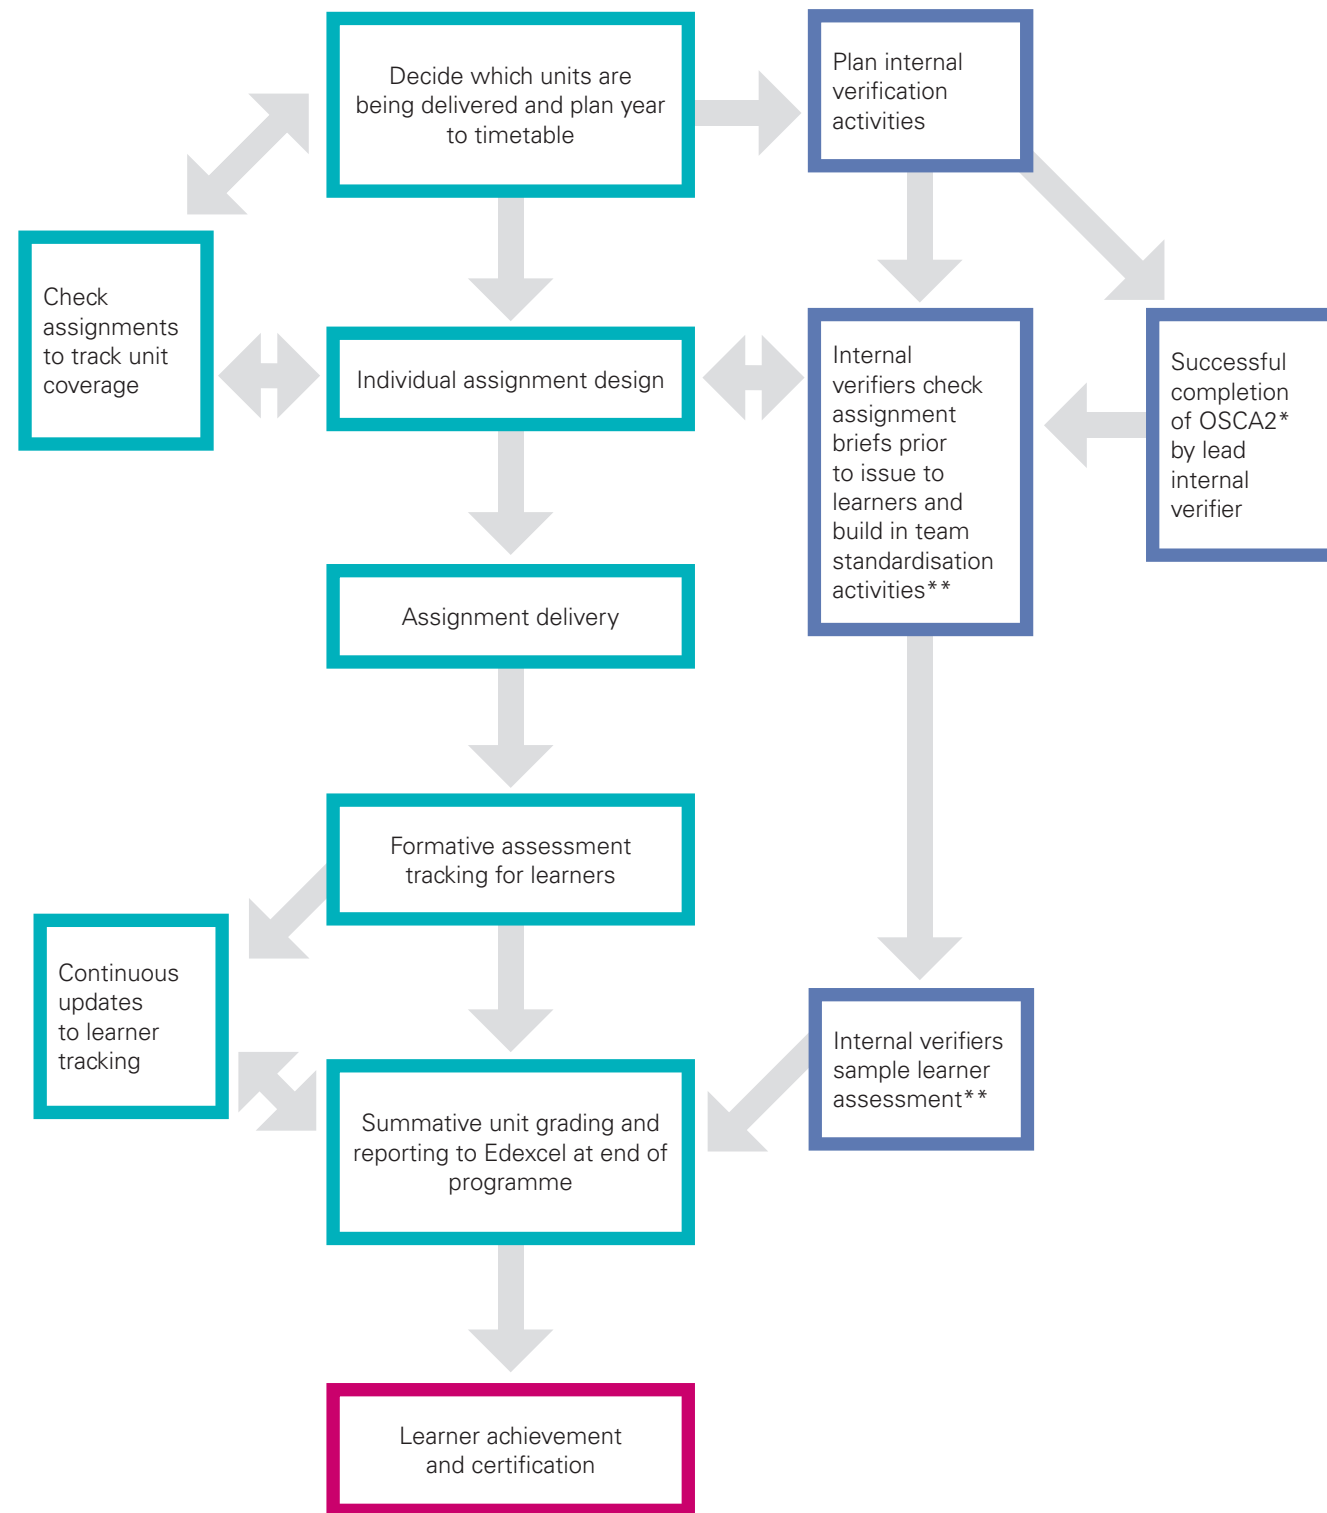 Decide which units are
being delivered and plan year
to timetable
Plan internal
verification
activities
Check
assignments
to track unit
coverage
Individual assignment design
Internal
verifiers check
assignment
briefs prior
to issue to
learners and
build in team
standardisation
activities**
Successful
completion
of OSCA2*
by lead
internal
verifier
Assignment delivery
Formative assessment
tracking for learners
Continuous
updates
to learner
tracking
Internal verifiers
sample learner
assessment**
Summative unit grading and
reporting to Edexcel at end of
programme
Learner achievement
and certification